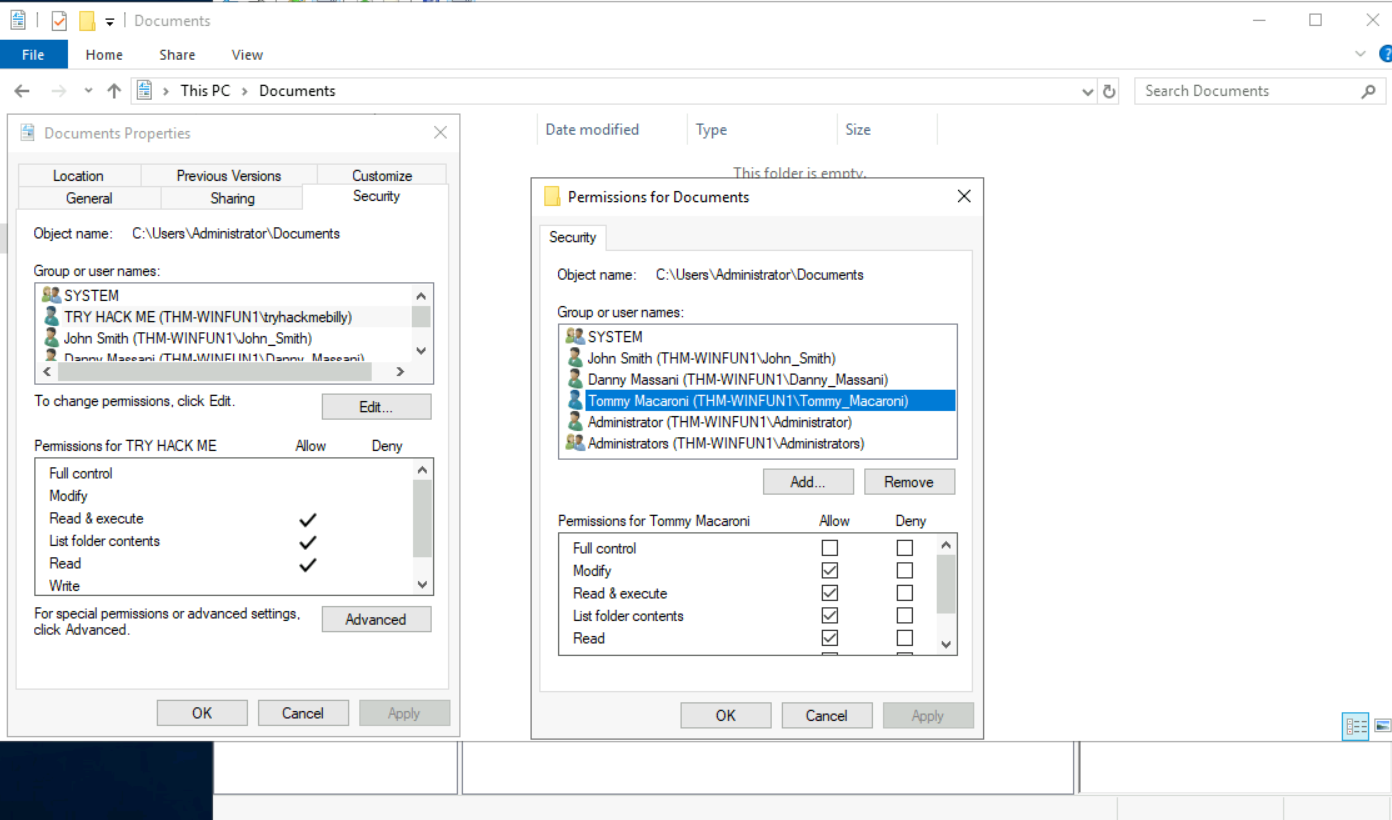 Documents
File Home Share View
This PC > Documents
Search Documents
Documents Properties
Location Previous Versions Customize
General Sharing Security
Object name: C:\Users\Administrator\Documents
Group or user names:
SYSTEM
TRY HACK ME (THM-WINFUN1\tryhackmebilly)
John Smith (THM-WINFUN1\John_Smith)
Danny Massani (THM-WINFUN1\Danny_Massani)
To change permissions, click Edit.
Edit...
Permissions for TRY HACK ME Allow Deny
Full control
Modify
Read & execute
List folder contents
Read
Write
For special permissions or advanced settings,
click Advanced.
Advanced
OK Cancel Apply
Date modified Type Size
This folder is empty.
Permissions for Documents
Security
Object name: C:\Users\Administrator\Documents
Group or user names:
SYSTEM
John Smith (THM-WINFUN1\John_Smith)
Danny Massani (THM-WINFUN1\Danny_Massani)
Tommy Macaroni (THM-WINFUN1\Tommy_Macaroni)
Administrator (THM-WINFUN1\Administrator)
Administrators (THM-WINFUN1\Administrators)
Add... Remove
Permissions for Tommy Macaroni Allow Deny
Full control
Modify
Read & execute
List folder contents
Read
OK Cancel Apply